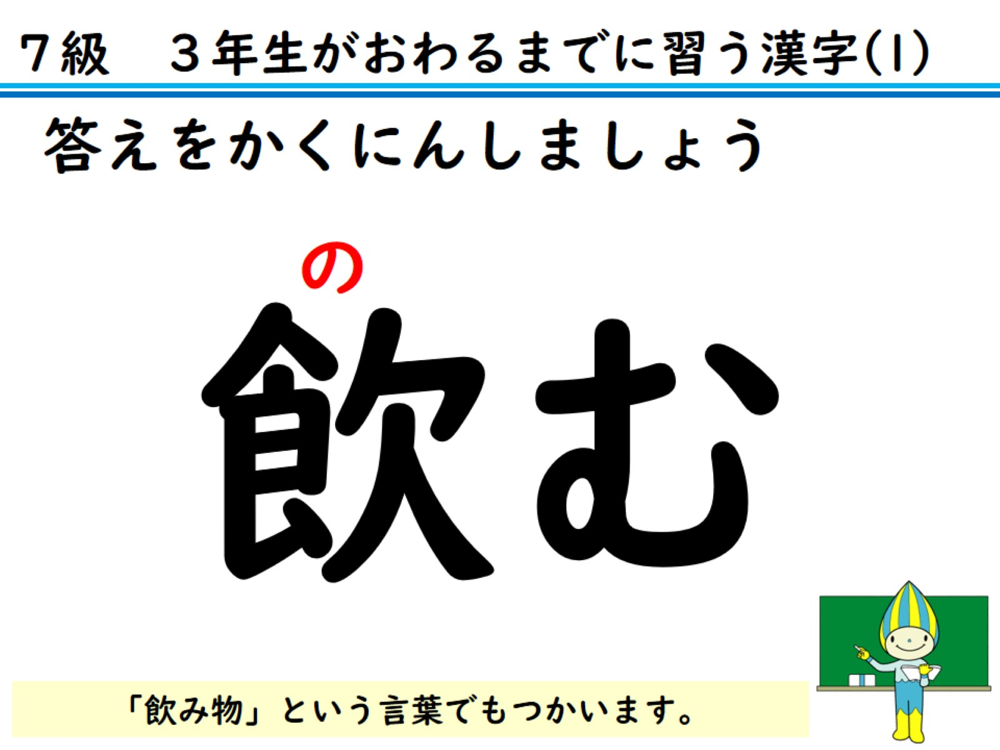 ７級　３年生がおわるまでに習う漢字(1)
答えをかくにんしましょう
の
飲む
「飲み物」という言葉でもつかいます。